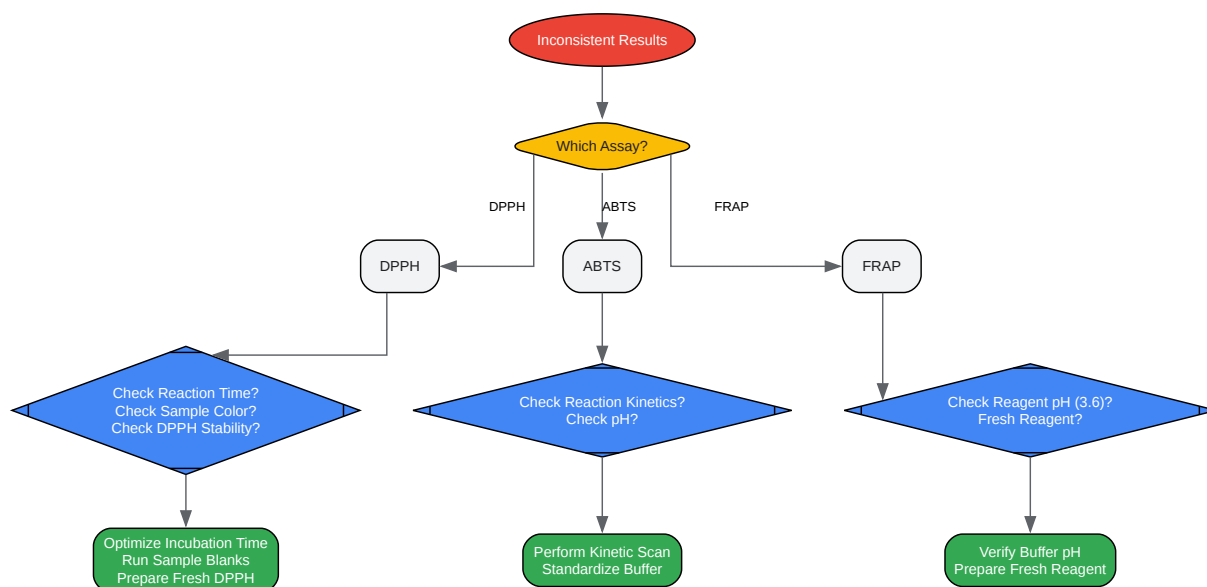 Inconsistent Results
Which Assay?
DPPH
ABTS
FRAP
DPPH
ABTS
FRAP
Check Reaction Time?
Check Sample Color?
Check DPPH Stability?
Check Reaction Kinetics?
Check pH?
Check Reagent pH (3.6)?
Fresh Reagent?
Optimize Incubation Time
Run Sample Blanks
Prepare Fresh DPPH
Perform Kinetic Scan
Standardize Buffer
Verify Buffer pH
Prepare Fresh Reagent